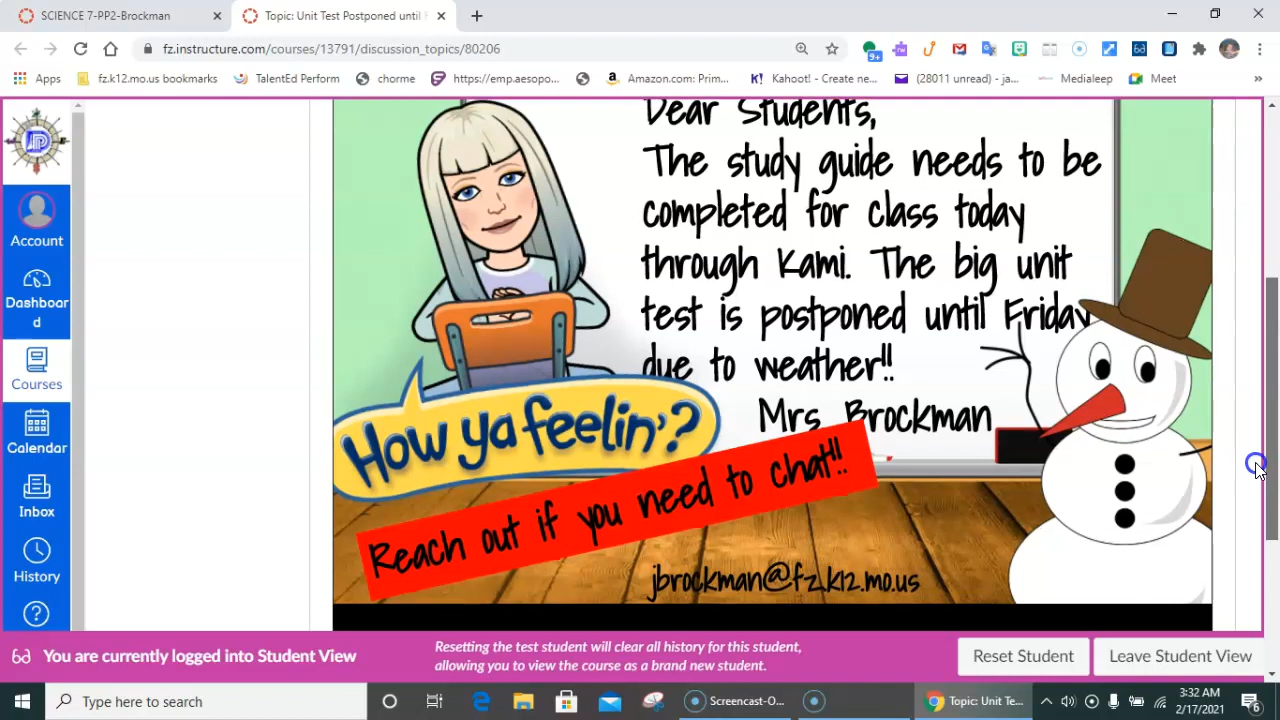 SCIENCE 7-PP2-Brockman
Topic: Unit Test Postponed until F
fz.instructure.com/courses/13791/discussion_topics/80206
9+
Apps
fz.k12.mo.us bookmarks
TalentEd Perform
chorme
https://emp.aesopo...
Amazon.com: Prim...
Kahoot! - Create ne...
(28011 unread) - ja...
Medialeep
Meet
»
Account
Dashboar
d
Courses
Calendar
Inbox
History
Dear Students,
The study guide needs to be
completed for class today
through Kami. The big unit
test is postponed until Friday
due to weather!!
Mrs. Brockman
How ya feelin'?
Reach out if you need to chat!!
jbrockman@fz.k12.mo.us
You are currently logged into Student View
Resetting the test student will clear all history for this student,
allowing you to view the course as a brand new student.
Reset Student
Leave Student View
Type here to search
Screencast-O...
Topic: Unit Te...
3:32 AM
2/17/2021
6